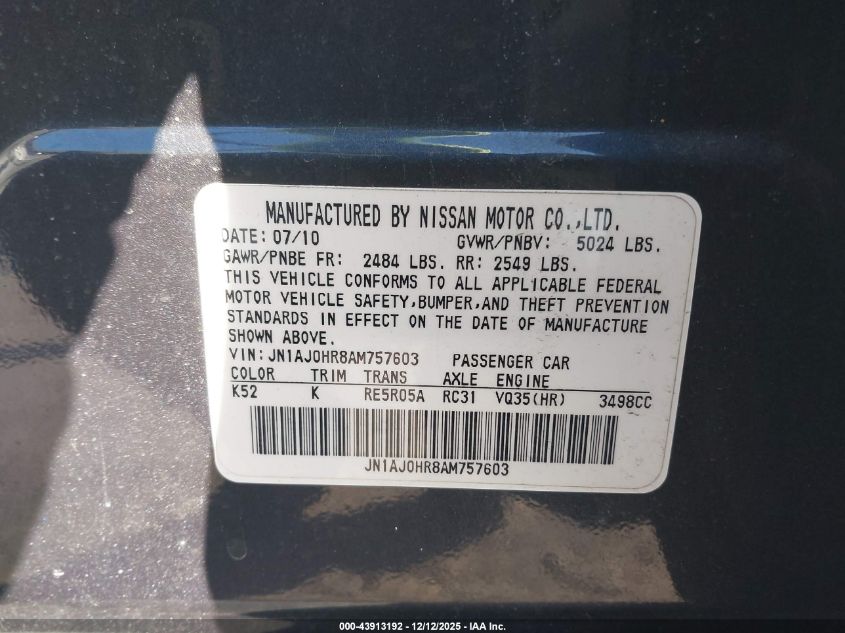 MANUFACTURED BY NISSAN MOTOR CO.,LTD.
DATE: 07/10 GVWR/PNBV: 5024 LBS.
GAWR/PNBE FR: 2484 LBS. RR: 2549 LBS.
THIS VEHICLE CONFORMS TO ALL APPLICABLE FEDERAL
MOTOR VEHICLE SAFETY,BUMPER,AND THEFT PREVENTION
STANDARDS IN EFFECT ON THE DATE OF MANUFACTURE
SHOWN ABOVE.
VIN:JN1AJ0HR8AM757603 PASSENGER CAR
COLOR TRIM TRANS AXLE ENGINE
K52 K RE5R05A RC31 VQ35(HR) 3498CC
JN1AJ0HR8AM757603
000-43913192 - 12/12/2025 - IAA Inc.